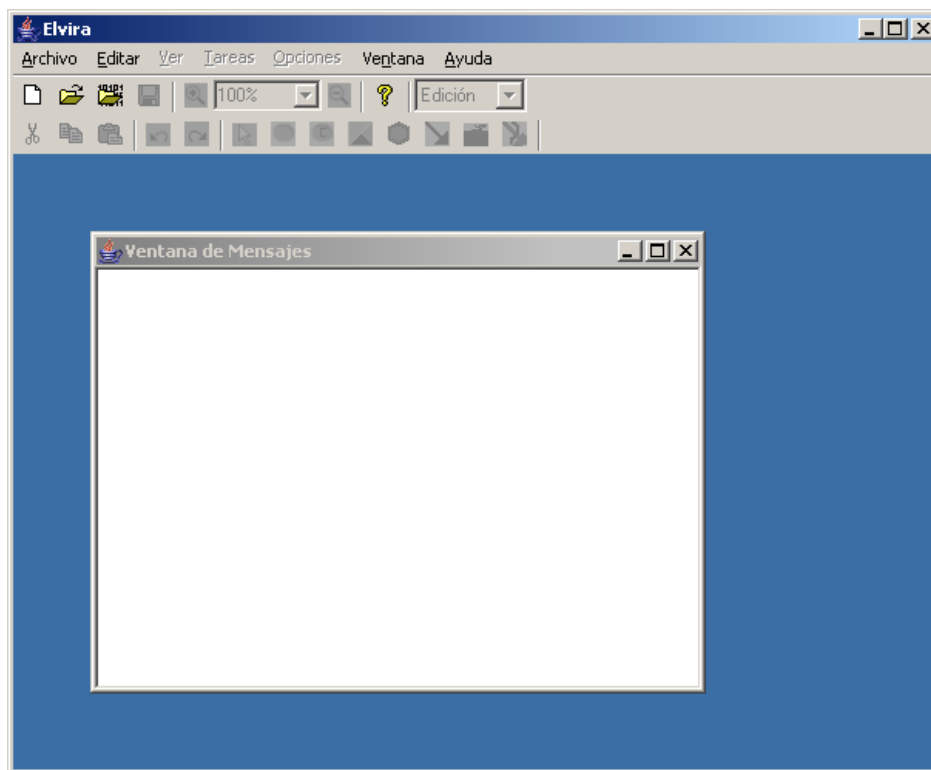 Elvira
Archivo Editar Ver Tareas Opciones Ventana Ayuda
100% Edición
Ventana de Mensajes